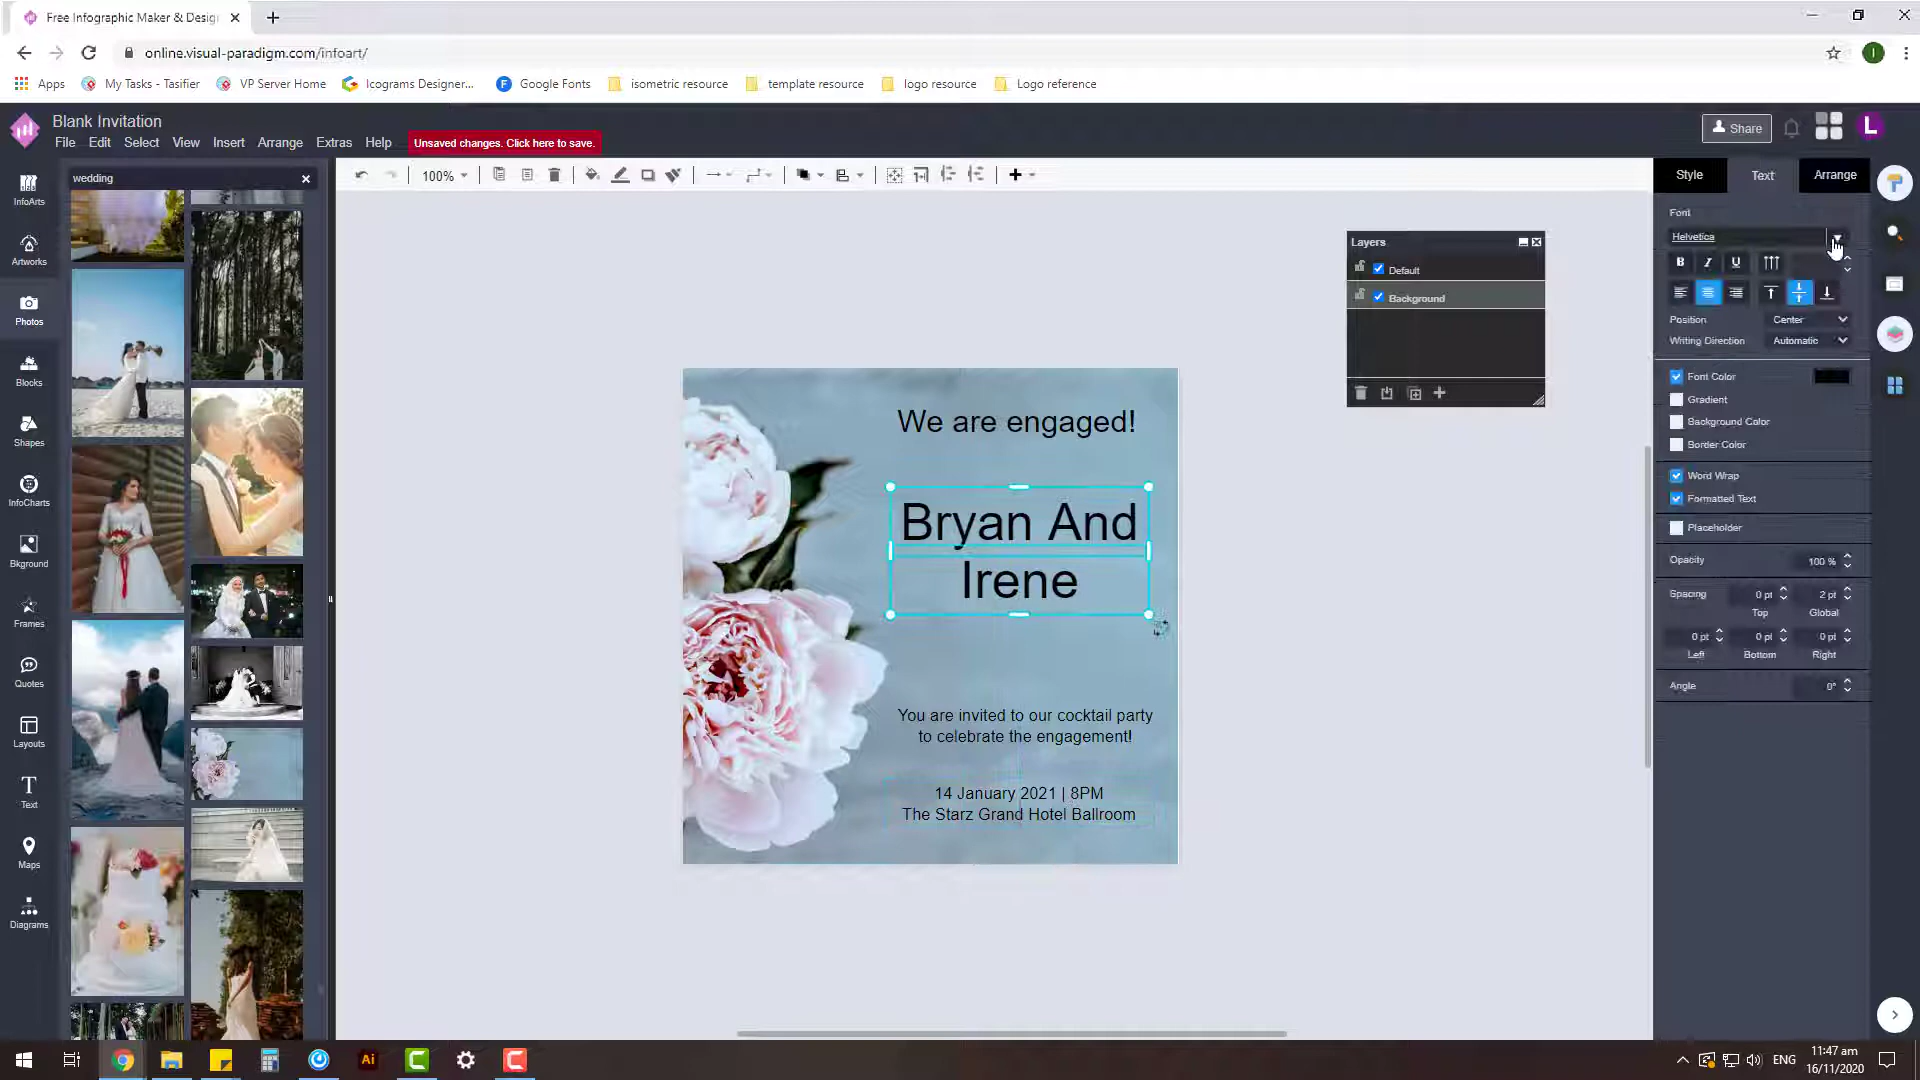 Free Infographic Maker & Desig
online.visual-paradigm.com/infoart/
I
Apps
My Tasks - Tasifier
VP Server Home
Icograms Designer...
F
Google Fonts
isometric resource
template resource
logo resource
Logo reference
Blank Invitation
File
Edit
Select
View
Insert
Arrange
Extras
Help
Unsaved changes. Click here to save.
Share
L
InfoArts
Artworks
Photos
Blocks
Shapes
InfoCharts
Bkground
Frames
Quotes
Layouts
T
Text
Maps
Diagrams
wedding
100%
We are engaged!
Bryan And
Irene
You are invited to our cocktail party
to celebrate the engagement!
14 January 2021 | 8PM
The Starz Grand Hotel Ballroom
Layers
Default
Background
Style
Text
Arrange
Font
Helvetica
B
I
U
Position
Center
Writing Direction
Automatic
Font Color
Gradient
Background Color
Border Color
Word Wrap
Formatted Text
Placeholder
Opacity
100 %
Spacing
0 pt
2 pt
Top
Global
0 pt
0 pt
0 pt
Left
Bottom
Right
Angle
0°
Ai
ENG
11:47 am
16/11/2020